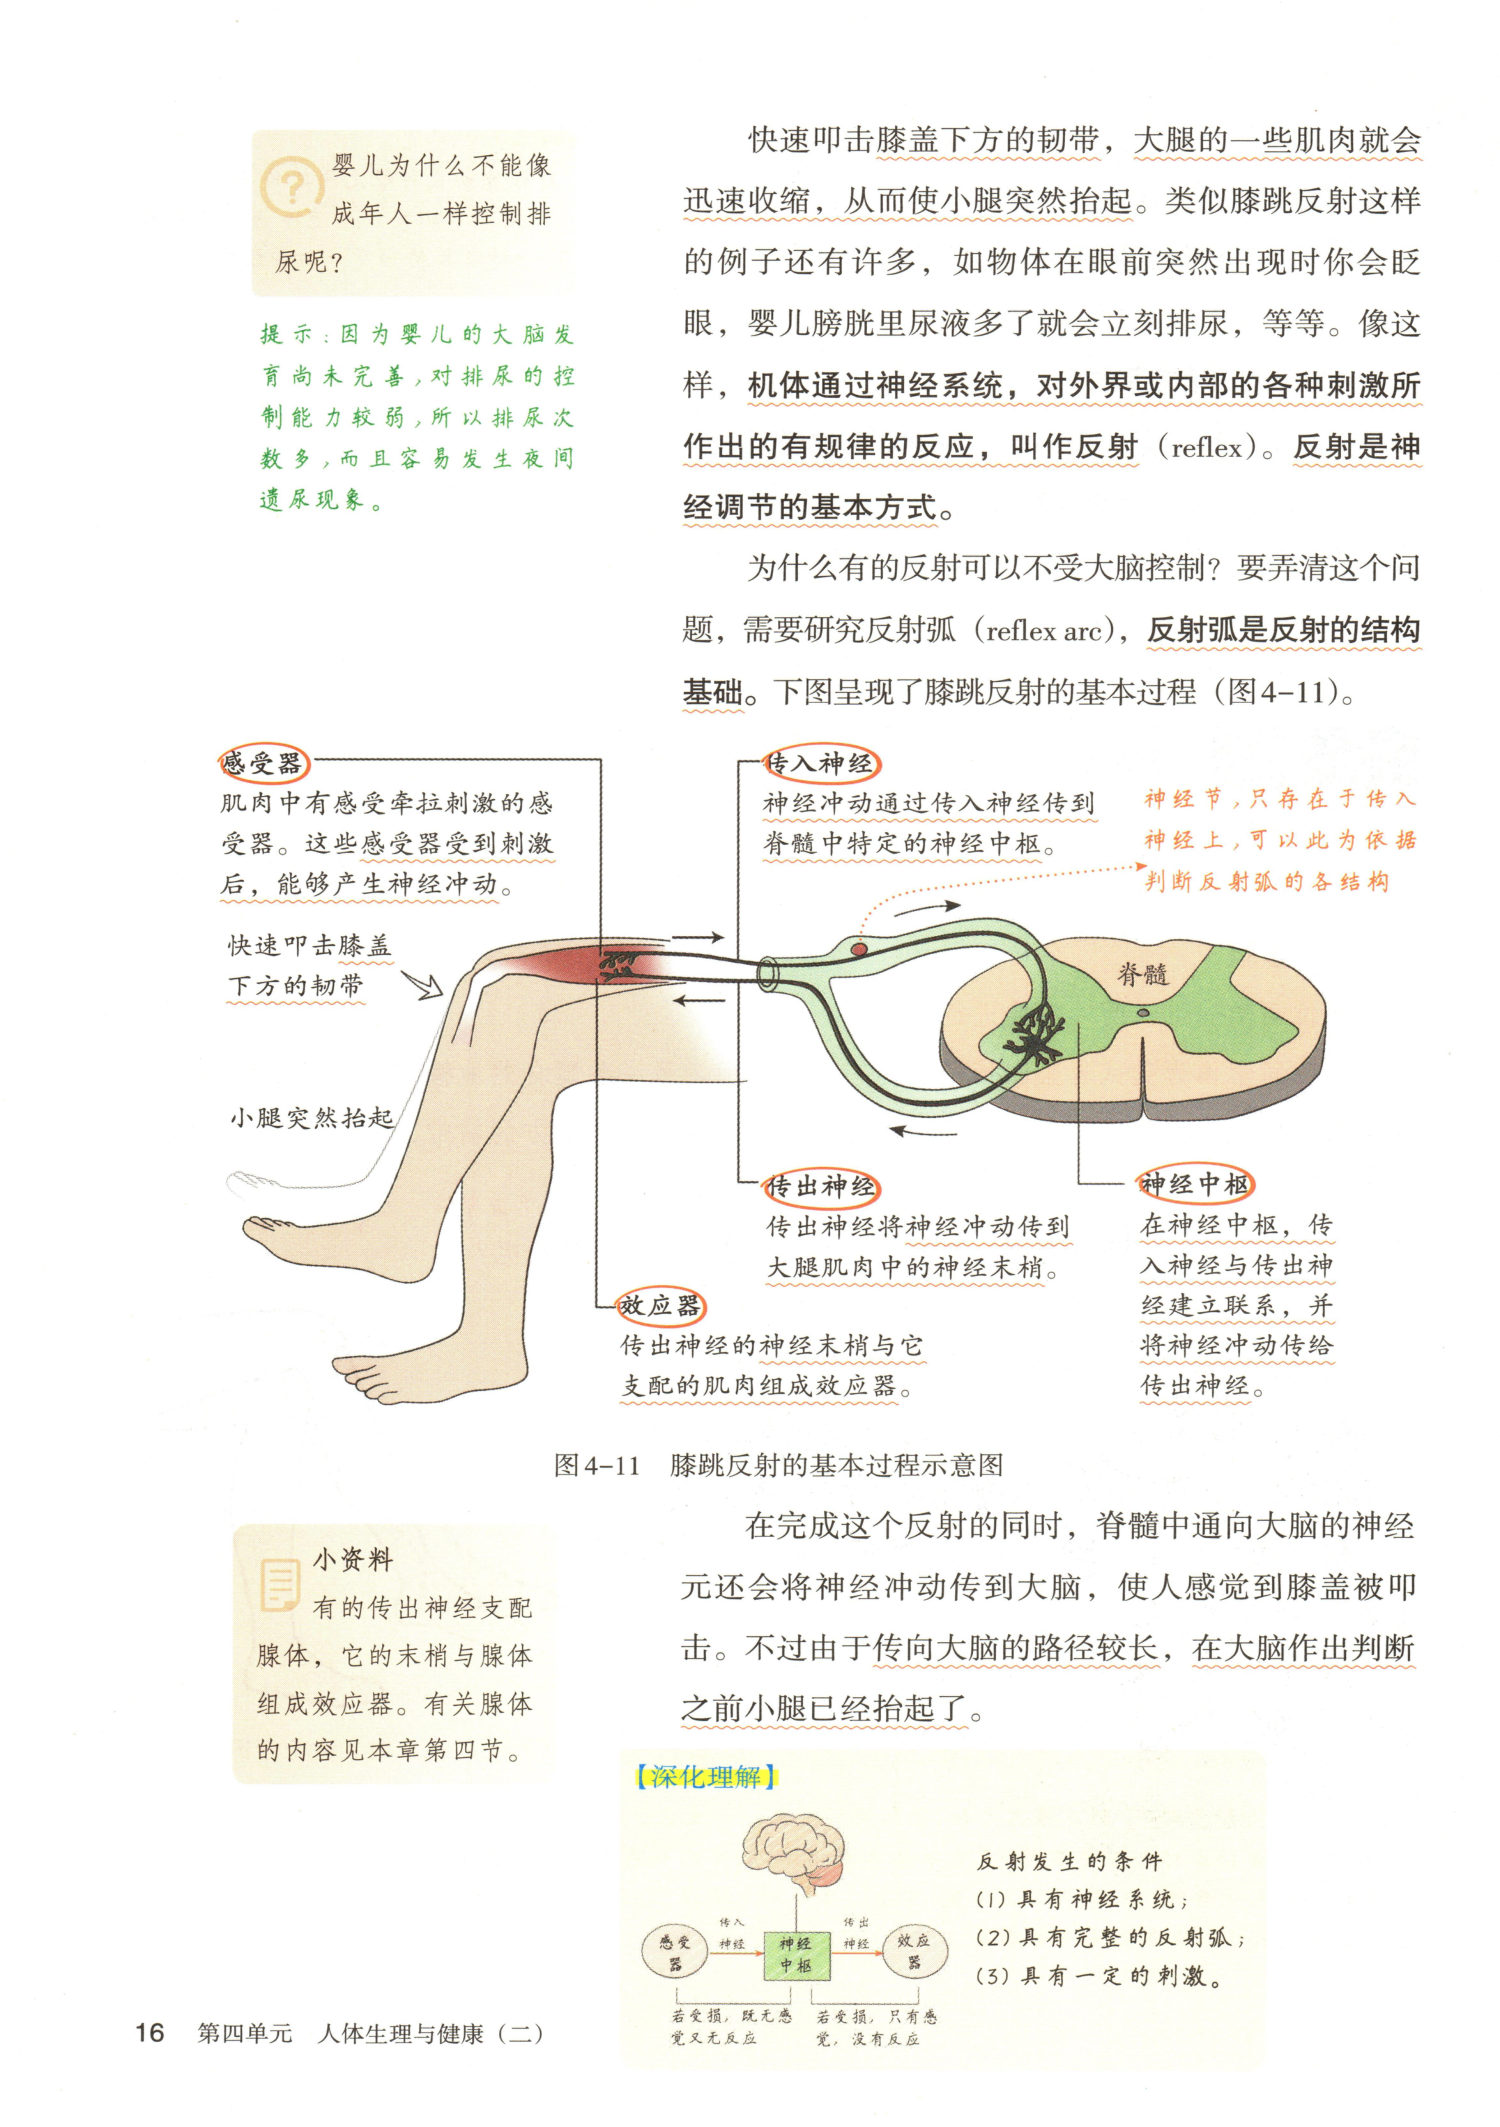 婴儿为什么不能像
成年人一样控制排
尿呢？
提示：因为婴儿的大脑发
育尚未完善，对排尿的控
制能力较弱，所以排尿次
数多，而且容易发生夜间
遗尿现象。
快速叩击膝盖下方的韧带，大腿的一些肌肉就会
迅速收缩，从而使小腿突然抬起。类似膝跳反射这样
的例子还有许多，如物体在眼前突然出现时你会眨
眼，婴儿膀胱里尿液多了就会立刻排尿，等等。像这
样，机体通过神经系统，对外界或内部的各种刺激所
作出的有规律的反应，叫作反射（reflex）。反射是神
经调节的基本方式。
为什么有的反射可以不受大脑控制？要弄清这个问
题，需要研究反射弧（reflex arc），反射弧是反射的结构
基础。下图呈现了膝跳反射的基本过程（图4-11）。
感受器
肌肉中有感受牵拉刺激的感
受器。这些感受器受到刺激
后，能够产生神经冲动。
传入神经
神经冲动通过传入神经传到
脊髓中特定的神经中枢。
神经节，只存在于传入
神经上，可以此为依据
判断反射弧的各结构
快速叩击膝盖
下方的韧带
脊髓
小腿突然抬起
传出神经
传出神经将神经冲动传到
大腿肌肉中的神经末梢。
神经中枢
在神经中枢，传
入神经与传出神
经建立联系，并
将神经冲动传给
传出神经。
效应器
传出神经的神经末梢与它
支配的肌肉组成效应器。
图4-11 膝跳反射的基本过程示意图
在完成这个反射的同时，脊髓中通向大脑的神经
元还会将神经冲动传到大脑，使人感觉到膝盖被叩
击。不过由于传向大脑的路径较长，在大脑作出判断
之前小腿已经抬起了。
小资料
有的传出神经支配
腺体，它的末梢与腺体
组成效应器。有关腺体
的内容见本章第四节。
【深化理解】
感受
器
传入
神经
神经
中枢
传出
神经
效应
器
若受损，既无感
觉又无反应
若受损，只有感
觉，没有反应
反射发生的条件
(1)具有神经系统；
(2)具有完整的反射弧；
(3)具有一定的刺激。
16 第四单元 人体生理与健康（二）